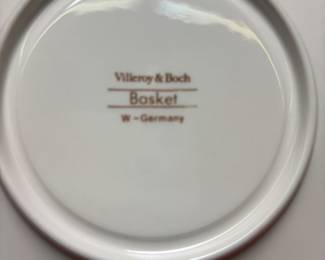 Villeroy & Boch
Basket
W-Germany